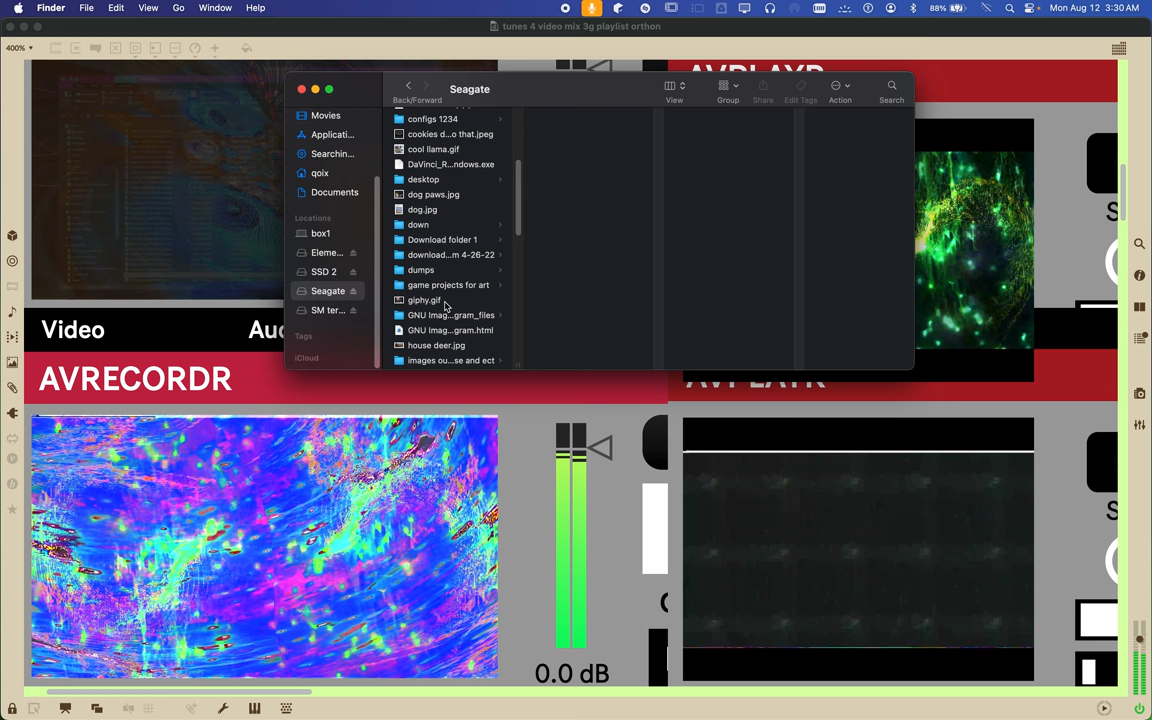 Finder File Edit View Go Window Help 88% Mon Aug 12 3:30 AM
tunes 4 video mix 3g playlist orthon
400%
Seagate
Back/Forward View Group Share Edit Tags Action Search
Movies
Applicati...
Searchin...
qoix
Documents
Locations
box1
Eleme...
SSD 2
Seagate
SM ter...
Tags
iCloud
configs 1234
cookies d...o that.jpeg
cool llama.gif
DaVinci_R...ndows.exe
desktop
dog paws.jpg
dog.jpg
down
Download folder 1
download...m 4-26-22
dumps
game projects for art
giphy.gif
GNU Imag...gram_files
GNU Imag...gram.html
house deer.jpg
images ou...se and ect
Video
AVRECORDR
0.0 dB